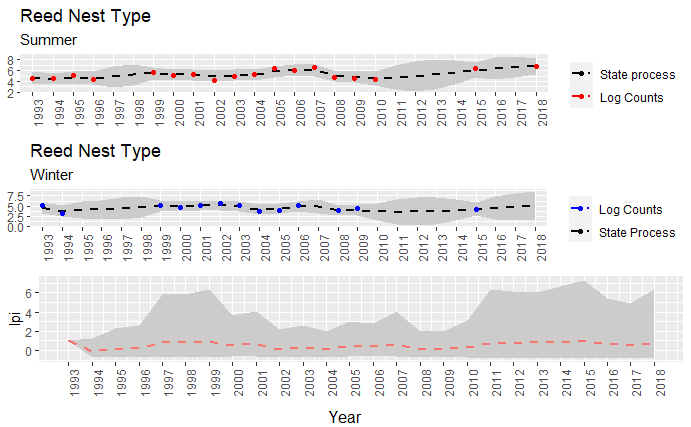 Reed Nest Type
Summer
8
6
4
2
1993 1994 1995 1996 1997 1998 1999 2000 2001 2002 2003 2004 2005 2006 2007 2008 2009 2010 2011 2012 2013 2014 2015 2016 2017 2018
State process
Log Counts
Reed Nest Type
Winter
7.5
5.0
2.5
0.0
1993 1994 1995 1996 1997 1998 1999 2000 2001 2002 2003 2004 2005 2006 2007 2008 2009 2010 2011 2012 2013 2014 2015 2016 2017 2018
Log Counts
State Process
lpi
6
4
2
0
1993 1994 1995 1996 1997 1998 1999 2000 2001 2002 2003 2004 2005 2006 2007 2008 2009 2010 2011 2012 2013 2014 2015 2016 2017 2018
Year